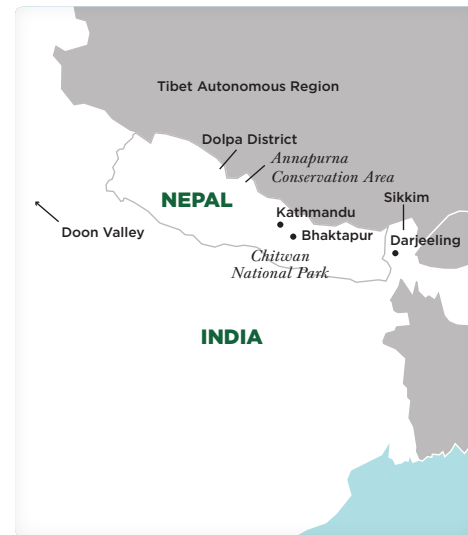 Tibet Autonomous Region
Dolpa District
Annapurna
Conservation Area
NEPAL
Sikkim
Kathmandu
Doon Valley
Bhaktapur
Darjeeling
Chitwan
National Park
INDIA